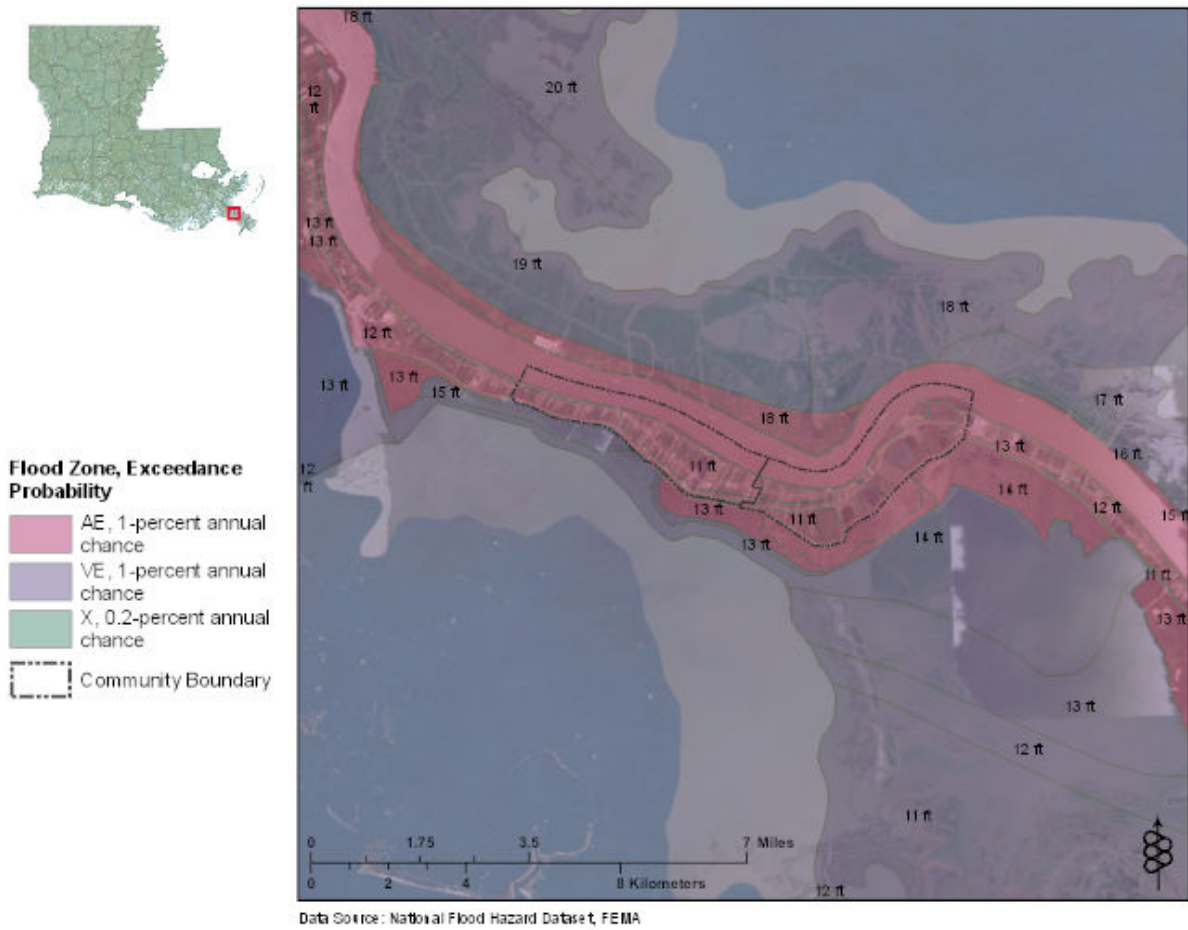 Flood Zone, Exceedance
Probability
AE, 1-percent annual
chance
VE, 1-percent annual
chance
X, 0.2-percent annual
chance
Community Boundary
18 ft
12
ft
20 ft
13 ft
13 ft
19 ft
18 ft
12 ft
13 ft
13 ft
15 ft
17 ft
18 ft
13 ft
16 ft
12
ft
11 ft
14 ft
13 ft
12 ft
15 ft
11 ft
13 ft
14 ft
11 ft
13 ft
13 ft
12 ft
11 ft
12 ft
0 1.75 3.5 7 Miles
0 2 4 8 Kilometers
Data Source: National Flood Hazard Dataset, FEMA